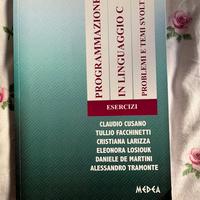 PROGRAMMAZIONE
IN LINGUAGGIO C
PROBLEMI E TEMI SVOLTI
ESERCIZI
CLAUDIO CUSANO
TULLIO FACCHINETTI
CRISTIANA LARIZZA
ELEONORA LOSIOUK
DANIELE DE MARTINI
ALESSANDRO TRAMONTE
MEDEA